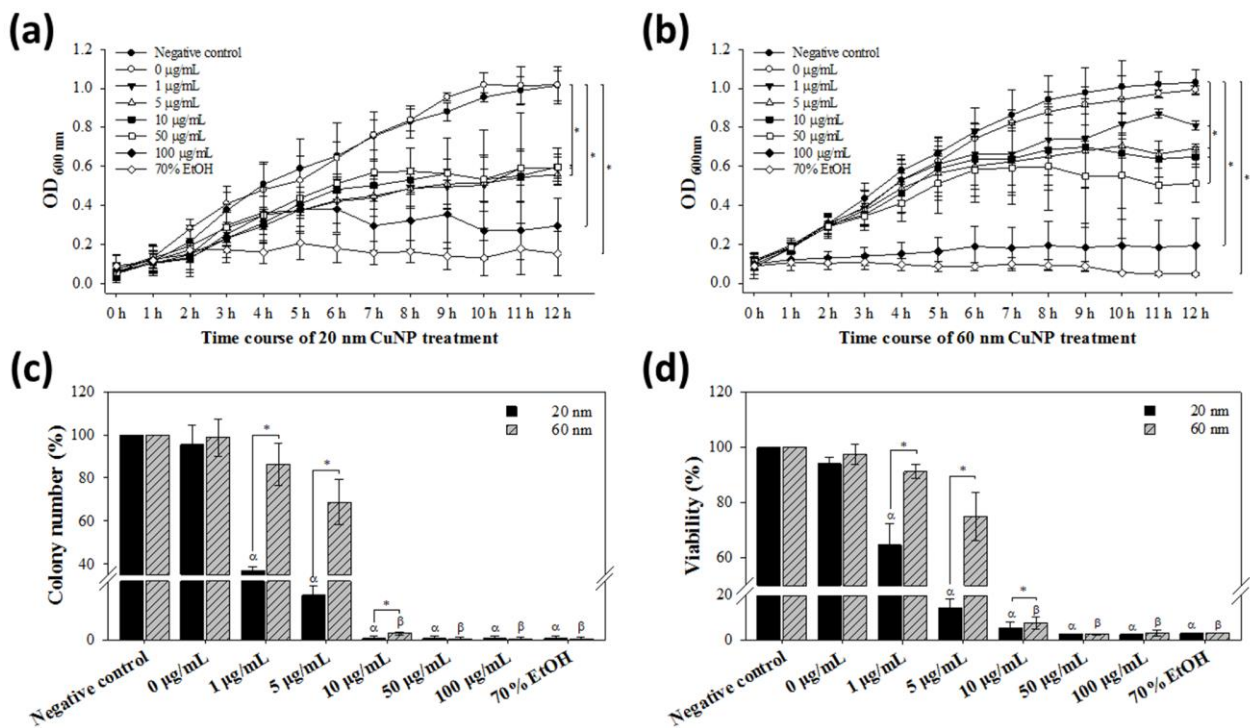 (a)
1.2
1.0
0.8
0.6
0.4
0.2
0.0
OD600 nm
Negative control
0 μg/mL
1 μg/mL
5 μg/mL
10 μg/mL
50 μg/mL
100 μg/mL
70% EtOH
*
*
*
*
0 h 1 h 2 h 3 h 4 h 5 h 6 h 7 h 8 h 9 h 10 h 11 h 12 h
Time course of 20 nm CuNP treatment
(b)
1.2
1.0
0.8
0.6
0.4
0.2
0.0
OD600nm
Negative control
0 μg/mL
1 μg/mL
5 μg/mL
10 μg/mL
50 μg/mL
100 μg/mL
70% EtOH
*
*
*
*
*
0 h 1 h 2 h 3 h 4 h 5 h 6 h 7 h 8 h 9 h 10 h 11 h 12 h
Time course of 60 nm CuNP treatment
(c)
120
100
80
60
40
0
Colony number (%)
20 nm
60 nm
* * *
α α α β α β α β α β
Negative control
0 μg/mL
1 μg/mL
5 μg/mL
10 μg/mL
50 μg/mL
100 μg/mL
70% EtOH
(d)
120
100
80
60
20
0
Viability (%)
20 nm
60 nm
* * *
α α α β α β α β α β
Negative control
0 μg/mL
1 μg/mL
5 μg/mL
10 μg/mL
50 μg/mL
100 μg/mL
70% EtOH